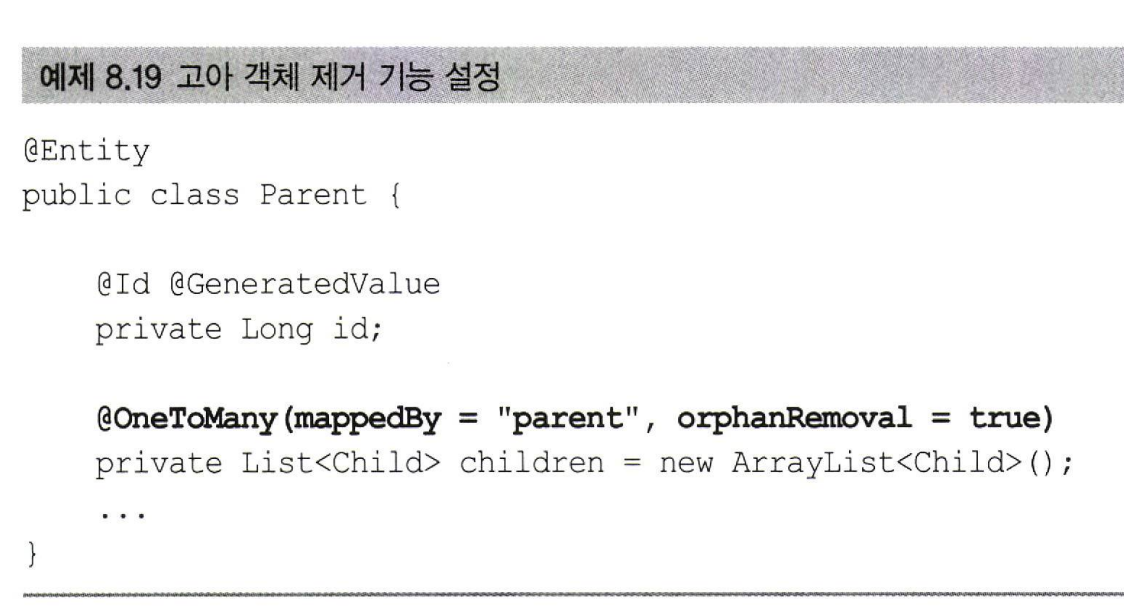 예제 8.19 고아 객체 제거 기능 설정
@Entity
public class Parent {
@Id @GeneratedValue
private Long id;
@OneToMany(mappedBy = "parent", orphanRemoval = true)
private List<Child> children = new ArrayList<Child>();
...
}